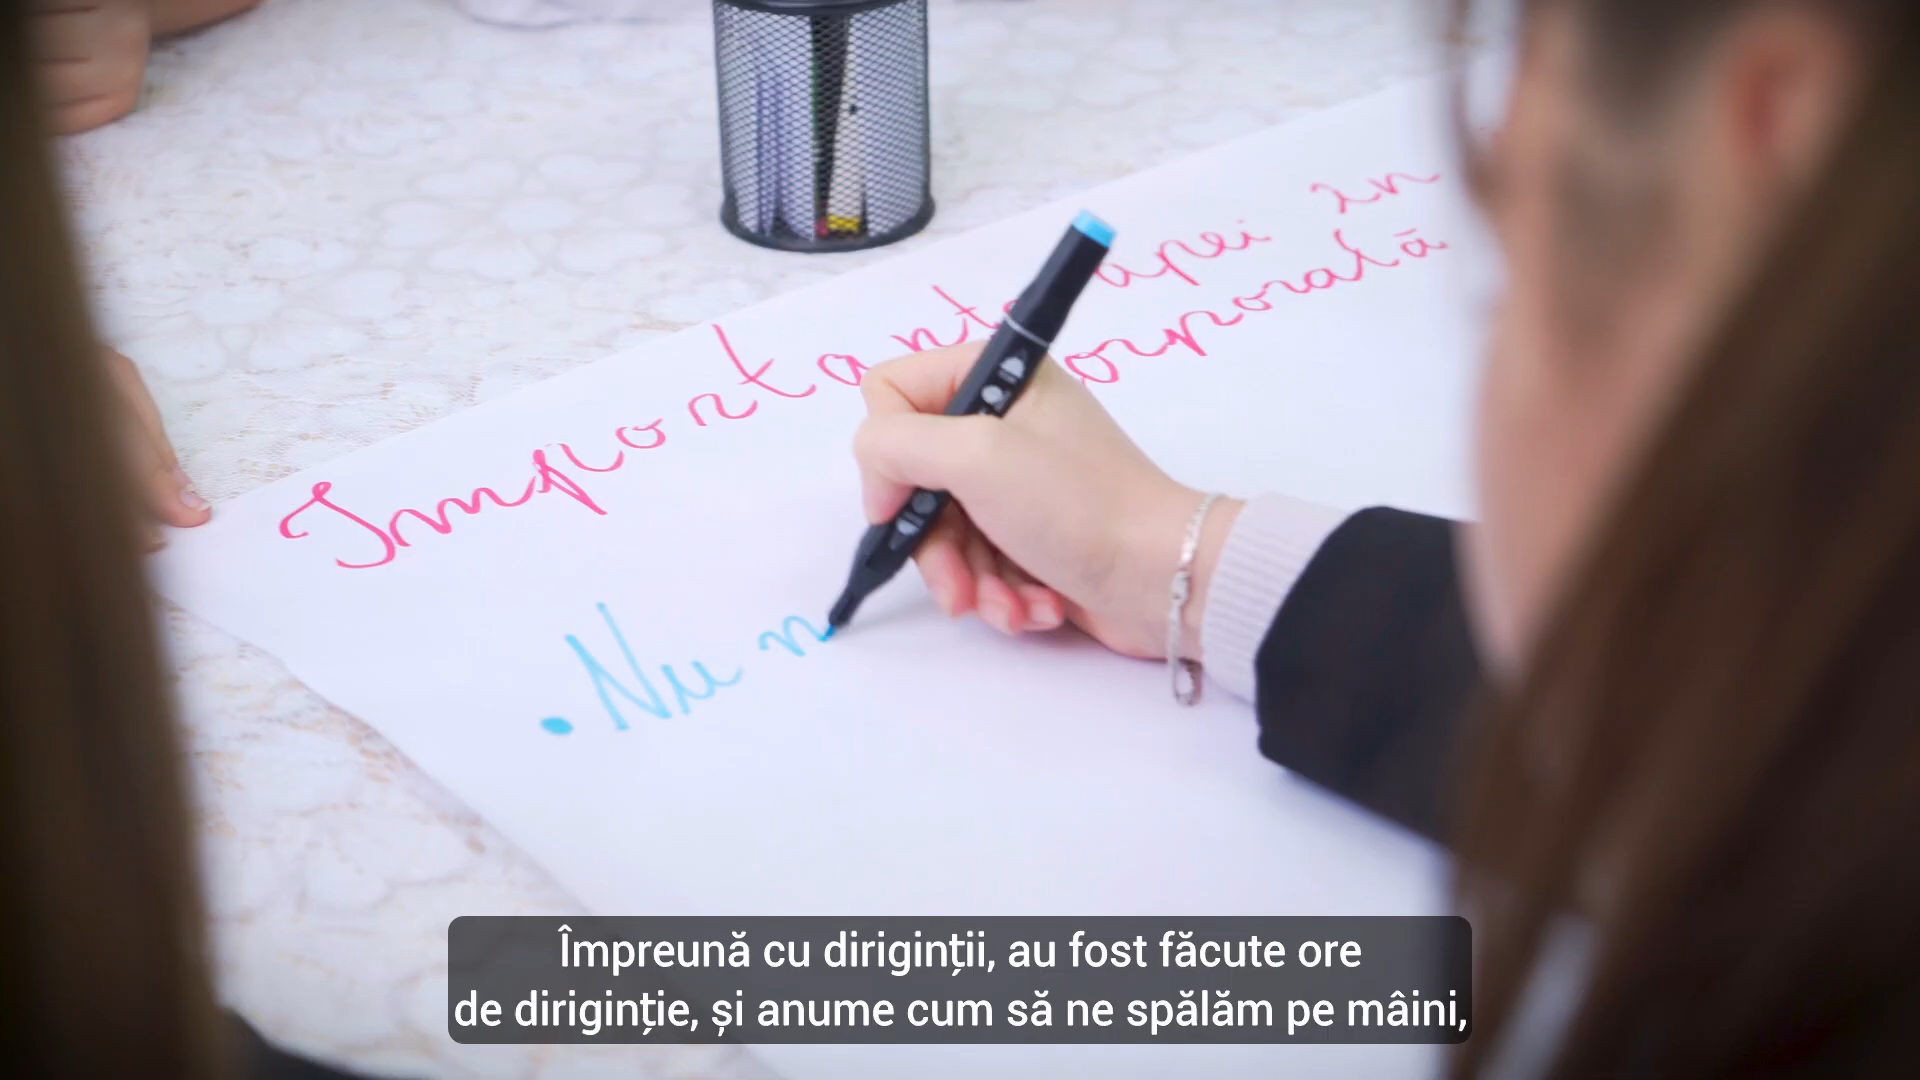 Importanta apei în
corporală
• Nu n
Împreună cu diriginții, au fost făcute ore
de dirigenție, și anume cum să ne spălăm pe mâini,